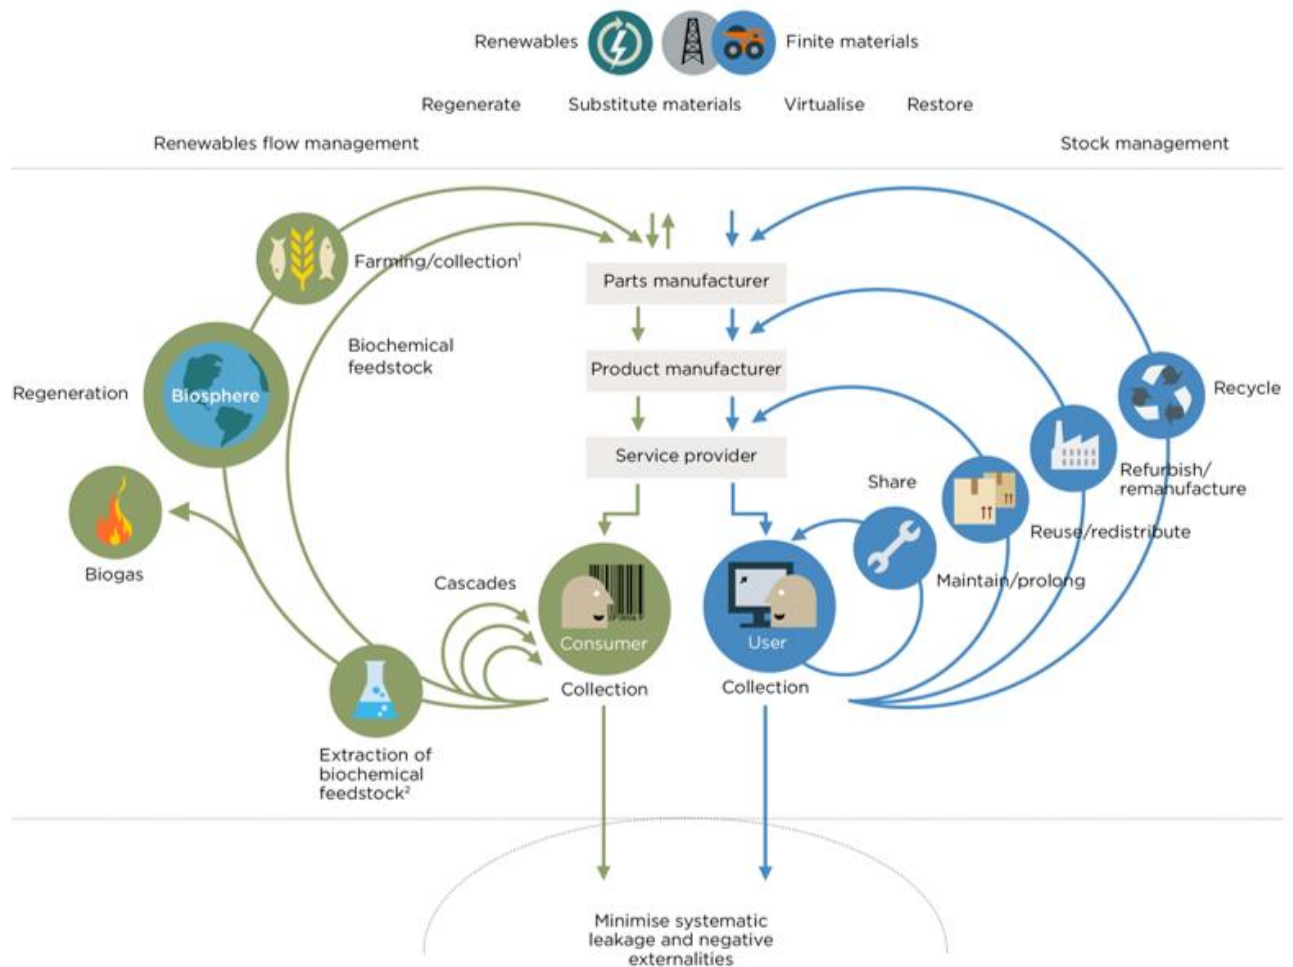 Renewables
Finite materials
Regenerate
Substitute materials
Virtualise
Restore
Renewables flow management
Stock management
Farming/collection¹
Parts manufacturer
Biochemical
feedstock
Product manufacturer
Regeneration
Biosphere
Recycle
Service provider
Share
Refurbish/
remanufacture
Reuse/redistribute
Biogas
Cascades
Maintain/prolong
Consumer
User
Collection
Collection
Extraction of
biochemical
feedstock²
Minimise systematic
leakage and negative
externalities